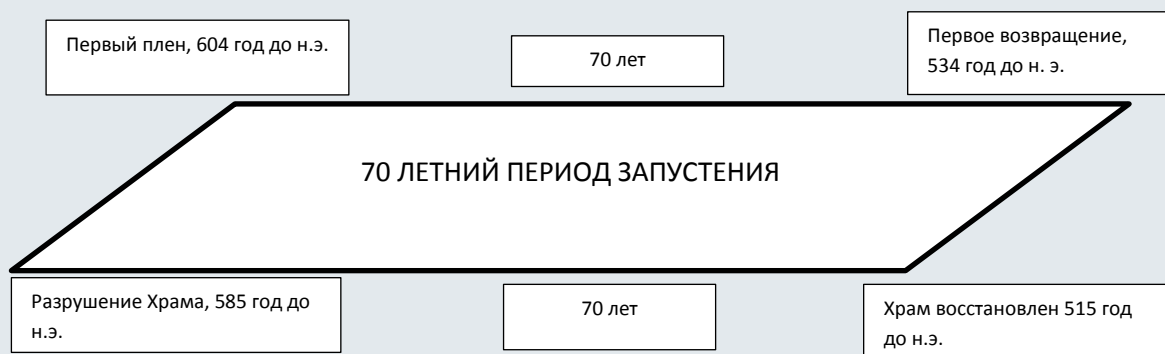 Первый плен, 604 год до н.э.
70 лет
Первое возвращение,
534 год до н. э.
70 ЛЕТНИЙ ПЕРИОД ЗАПУСТЕНИЯ
Разрушение Храма, 585 год до
н.э.
70 лет
Храм восстановлен 515 год
до н.э.